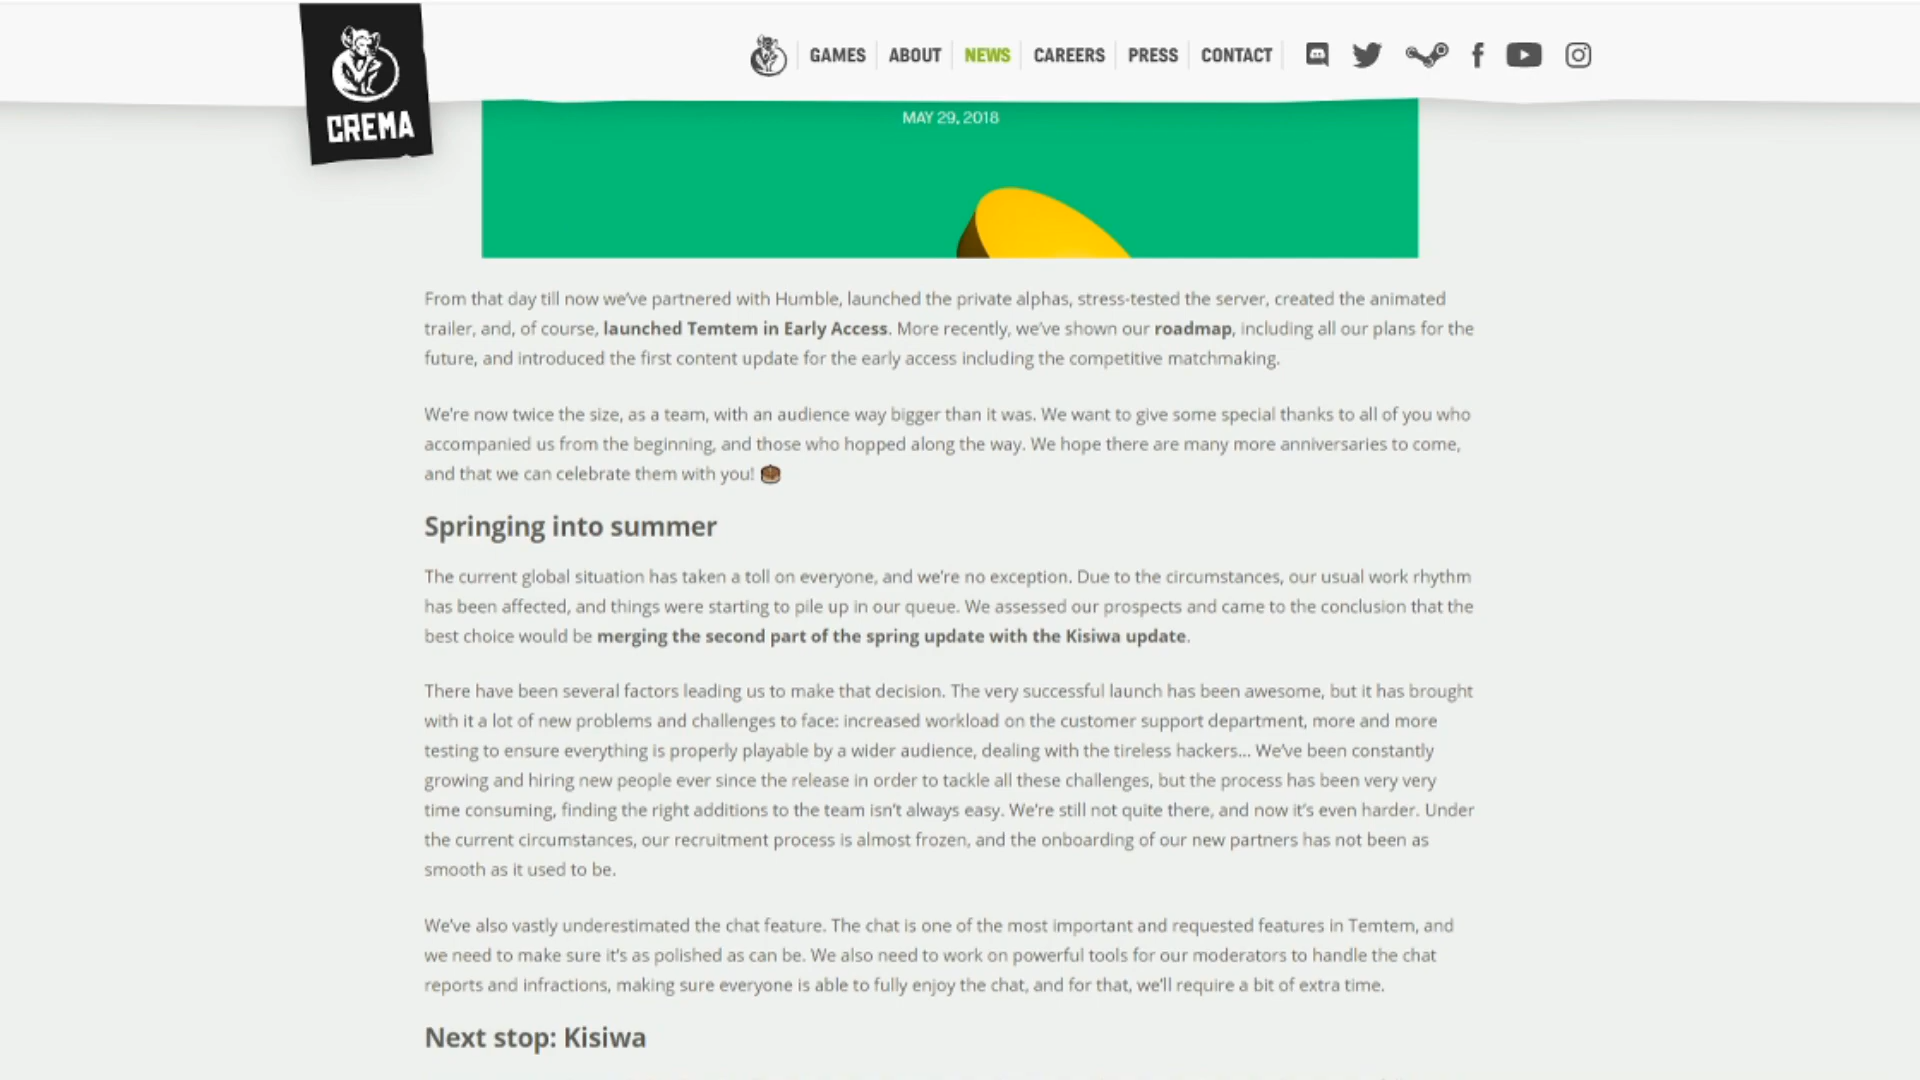 CREMA
GAMES
ABOUT
NEWS
CAREERS
PRESS
CONTACT
MAY 29, 2018
From that day till now we've partnered with Humble, launched the private alphas, stress-tested the server, created the animated
trailer, and, of course, launched Temtem in Early Access. More recently, we've shown our roadmap, including all our plans for the
future, and introduced the first content update for the early access including the competitive matchmaking.
We're now twice the size, as a team, with an audience way bigger than it was. We want to give some special thanks to all of you who
accompanied us from the beginning, and those who hopped along the way. We hope there are many more anniversaries to come,
and that we can celebrate them with you!
Springing into summer
The current global situation has taken a toll on everyone, and we're no exception. Due to the circumstances, our usual work rhythm
has been affected, and things were starting to pile up in our queue. We assessed our prospects and came to the conclusion that the
best choice would be merging the second part of the spring update with the Kisiwa update.
There have been several factors leading us to make that decision. The very successful launch has been awesome, but it has brought
with it a lot of new problems and challenges to face: increased workload on the customer support department, more and more
testing to ensure everything is properly playable by a wider audience, dealing with the tireless hackers... We've been constantly
growing and hiring new people ever since the release in order to tackle all these challenges, but the process has been very very
time consuming, finding the right additions to the team isn't always easy. We're still not quite there, and now it's even harder. Under
the current circumstances, our recruitment process is almost frozen, and the onboarding of our new partners has not been as
smooth as it used to be.
We've also vastly underestimated the chat feature. The chat is one of the most important and requested features in Temtem, and
we need to make sure it's as polished as can be. We also need to work on powerful tools for our moderators to handle the chat
reports and infractions, making sure everyone is able to fully enjoy the chat, and for that, we'll require a bit of extra time.
Next stop: Kisiwa